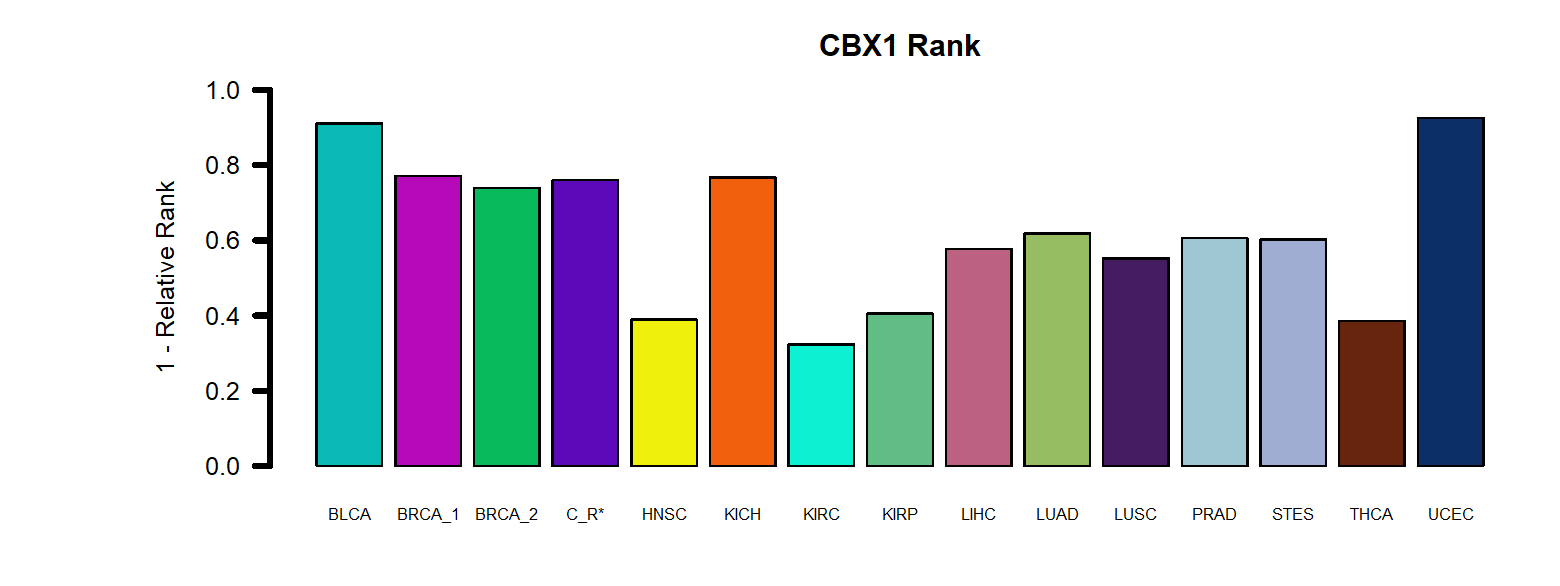 CBX1 Rank
1 - Relative Rank
1.0
0.8
0.6
0.4
0.2
0.0
BLCA BRCA_1 BRCA_2 C_R* HNSC KICH KIRC KIRP LIHC LUAD LUSC PRAD STES THCA UCEC